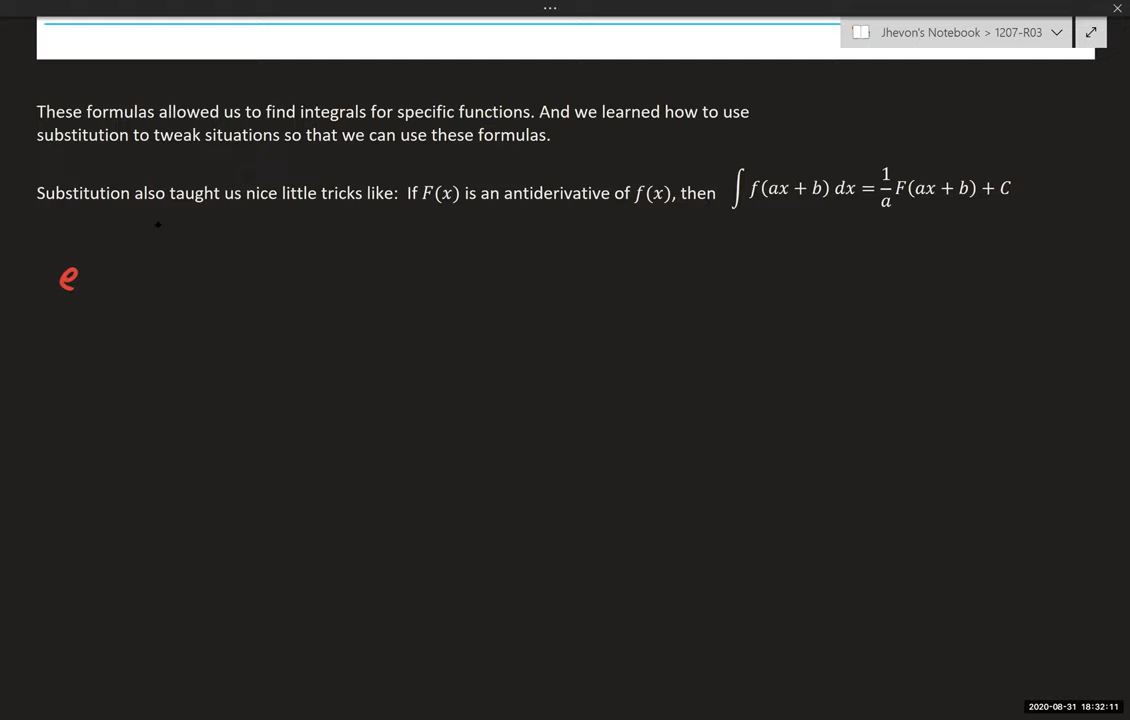 ...
Jhevon's Notebook > 1207-R03
These formulas allowed us to find integrals for specific functions. And we learned how to use
substitution to tweak situations so that we can use these formulas.
Substitution also taught us nice little tricks like: If F(x) is an antiderivative of f(x), then ∫ f(ax + b) dx = 1/a F(ax + b) + C
e
2020-08-31 18:32:11